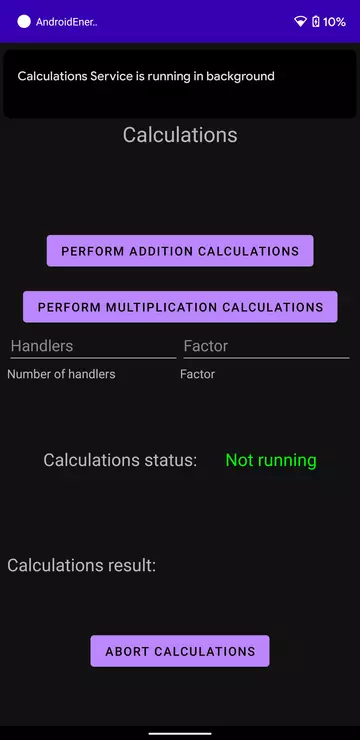 AndroidEner..
10%
Calculations Service is running in background
Calculations
PERFORM ADDITION CALCULATIONS
PERFORM MULTIPLICATION CALCULATIONS
Handlers Factor
Number of handlers Factor
Calculations status: Not running
Calculations result:
ABORT CALCULATIONS